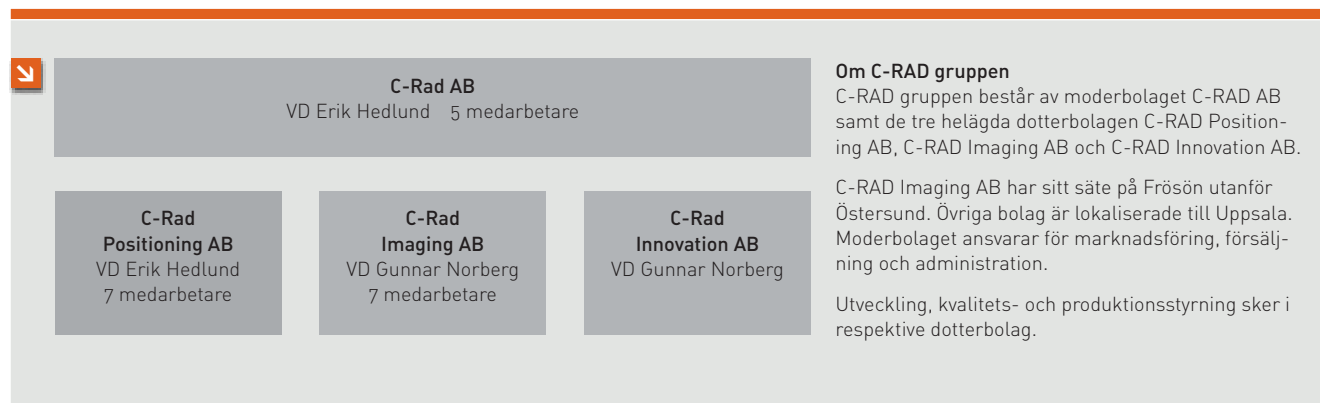 C-Rad AB
VD Erik Hedlund 5 medarbetare
C-Rad
Positioning AB
VD Erik Hedlund
7 medarbetare
C-Rad
Imaging AB
VD Gunnar Norberg
7 medarbetare
C-Rad
Innovation AB
VD Gunnar Norberg
Om C-RAD gruppen
C-RAD gruppen består av moderbolaget C-RAD AB
samt de tre helägda dotterbolagen C-RAD Position-
ing AB, C-RAD Imaging AB och C-RAD Innovation AB.
C-RAD Imaging AB har sitt säte på Frösön utanför
Östersund. Övriga bolag är lokaliserade till Uppsala.
Moderbolaget ansvarar för marknadsföring, försälj-
ning och administration.
Utveckling, kvalitets- och produktionsstyrning sker i
respektive dotterbolag.